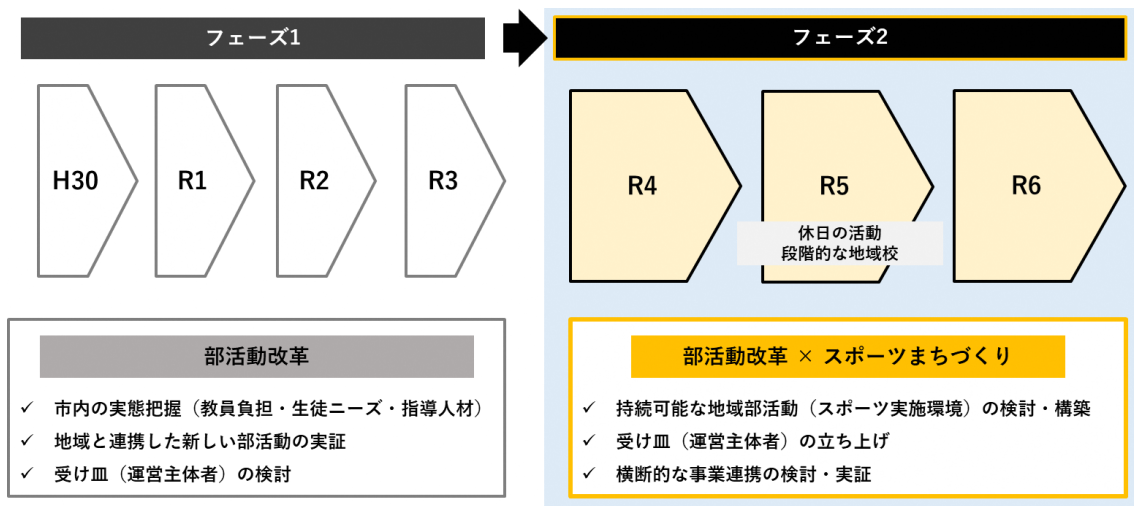 フェーズ1
フェーズ2
H30
R1
R2
R3
R4
R5
R6
休日の活動
段階的な地域校
部活動改革
✓ 市内の実態把握（教員負担・生徒ニーズ・指導人材）
✓ 地域と連携した新しい部活動の実証
✓ 受け皿（運営主体者）の検討
部活動改革 × スポーツまちづくり
✓ 持続可能な地域部活動（スポーツ実施環境）の検討・構築
✓ 受け皿（運営主体者）の立ち上げ
✓ 横断的な事業連携の検討・実証